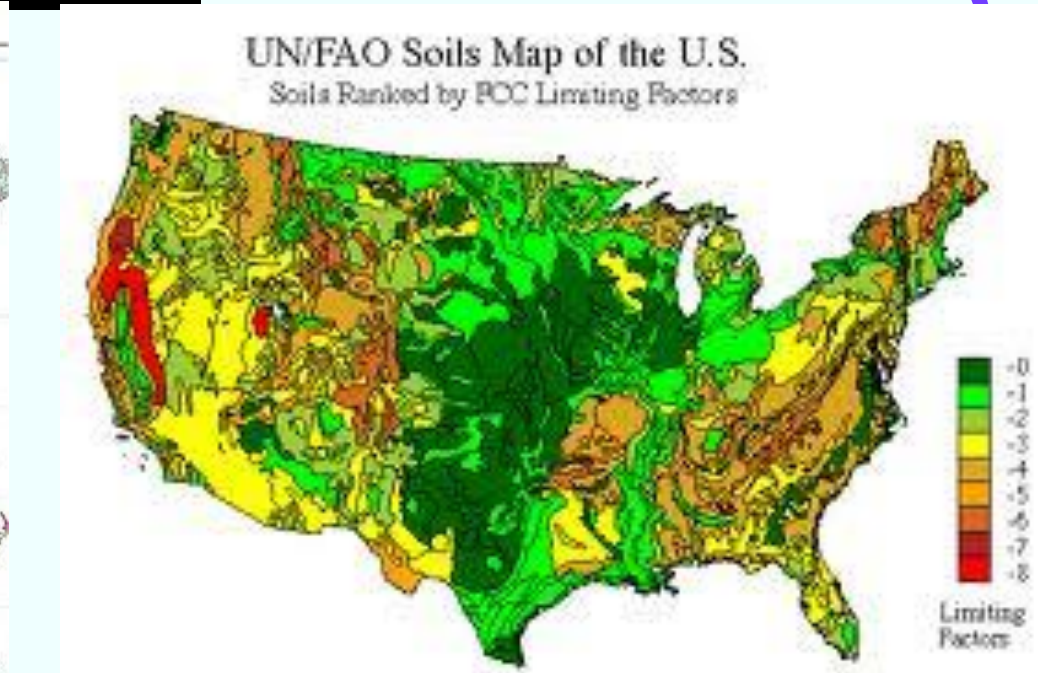 UN/FAO Soils Map of the U.S.
Soils Ranked by FCC Limiting Factors
-0
-1
-2
-3
-4
-5
-6
-7
-8
Limiting
Factors